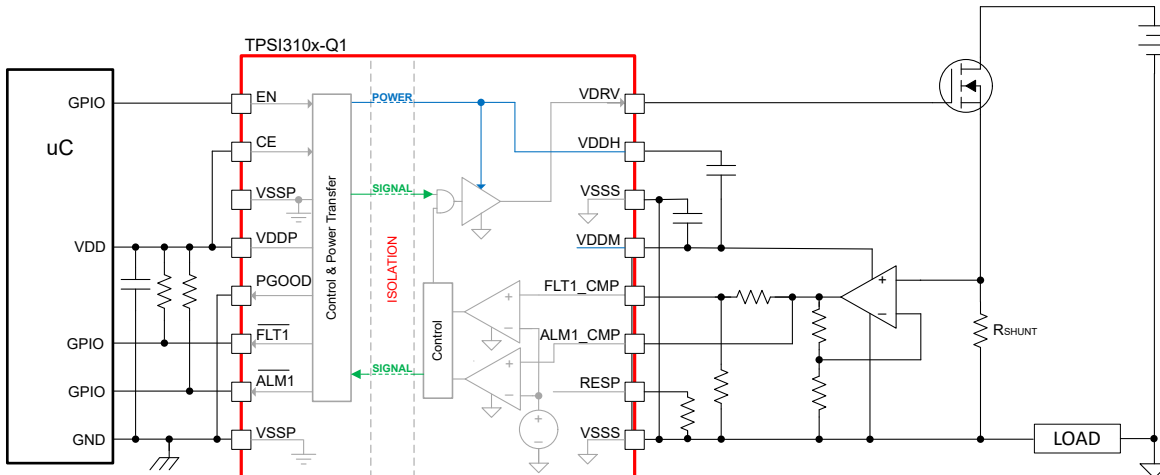 TPSI310x-Q1
uC
GPIO
VDD
GPIO
GPIO
GND
EN
CE
VSSP
VDDP
PGOOD
FLT1
ALM1
VSSP
Control & Power Transfer
POWER
SIGNAL
ISOLATION
SIGNAL
Control
VDRV
VDDH
VSSS
VDDM
FLT1_CMP
ALM1_CMP
RESP
VSSS
RSHUNT
LOAD